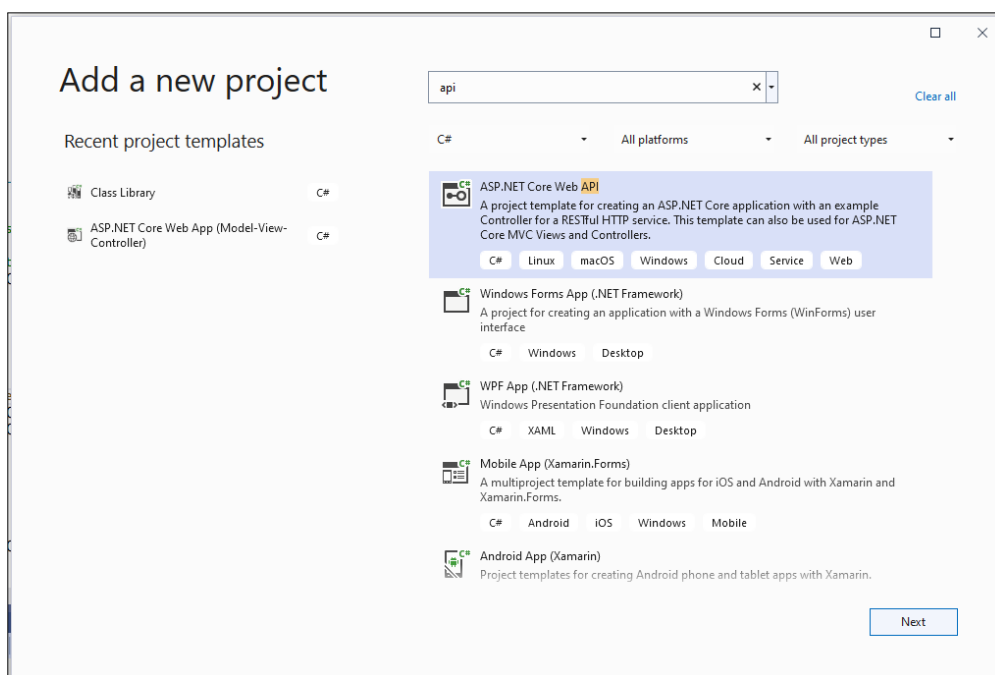 Add a new project
api
Clear all
Recent project templates
C#
All platforms
All project types
Class Library
C#
ASP.NET Core Web App (Model-View-
Controller)
C#
C#
ASP.NET Core Web API
A project template for creating an ASP.NET Core application with an example
Controller for a RESTful HTTP service. This template can also be used for ASP.NET
Core MVC Views and Controllers.
C#
Linux
macOS
Windows
Cloud
Service
Web
C#
Windows Forms App (.NET Framework)
A project for creating an application with a Windows Forms (WinForms) user
interface
C#
Windows
Desktop
C#
WPF App (.NET Framework)
Windows Presentation Foundation client application
C#
XAML
Windows
Desktop
C#
Mobile App (Xamarin.Forms)
A multiproject template for building apps for iOS and Android with Xamarin and
Xamarin.Forms.
C#
Android
iOS
Windows
Mobile
C#
Android App (Xamarin)
Project templates for creating Android phone and tablet apps with Xamarin.
Next